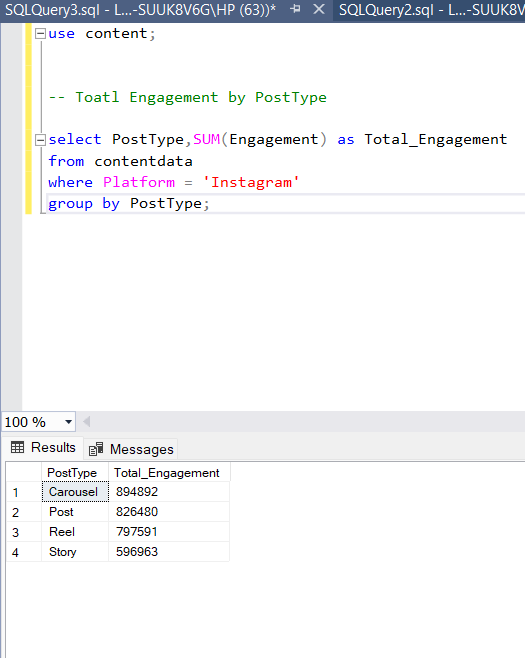 SQLQuery3.sql - L...-SUUK8V6G\HP (63))* SQLQuery2.sql - L...-SUUK8V
use content;
-- Toatl Engagement by PostType
select PostType,SUM(Engagement) as Total_Engagement
from contentdata
where Platform = 'Instagram'
group by PostType;
100 %
Results Messages
PostType Total_Engagement
1 Carousel 894892
2 Post 826480
3 Reel 797591
4 Story 596963